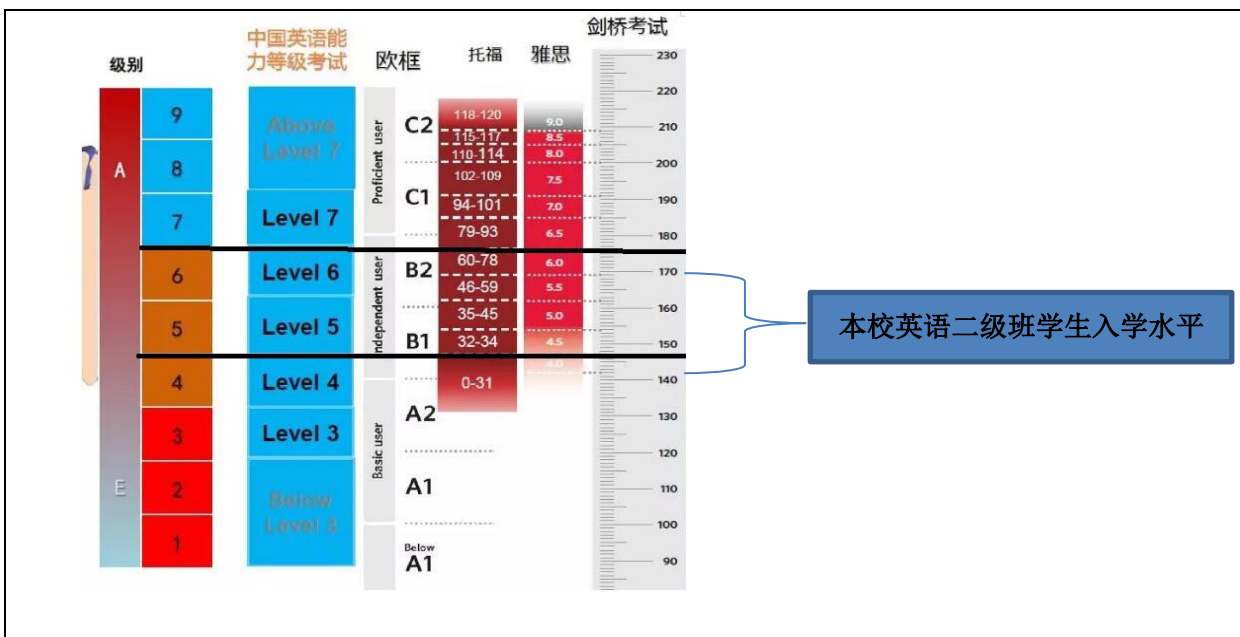 剑桥考试
中国英语能
力等级考试
级别
欧框
托福
雅思
A
E
9
8
7
6
5
4
3
2
1
Above
Level 7
Level 7
Level 6
Level 5
Level 4
Level 3
Below
Level 3
Proficient user
Independent user
Basic user
C2
C1
B2
B1
A2
A1
Below
A1
118-120
115-117
110-114
102-109
94-101
79-93
60-78
46-59
35-45
32-34
0-31
9.0
8.5
8.0
7.5
7.0
6.5
6.0
5.5
5.0
4.5
4.0
230
220
210
200
190
180
170
160
150
140
130
120
110
100
90
本校英语二级班学生入学水平